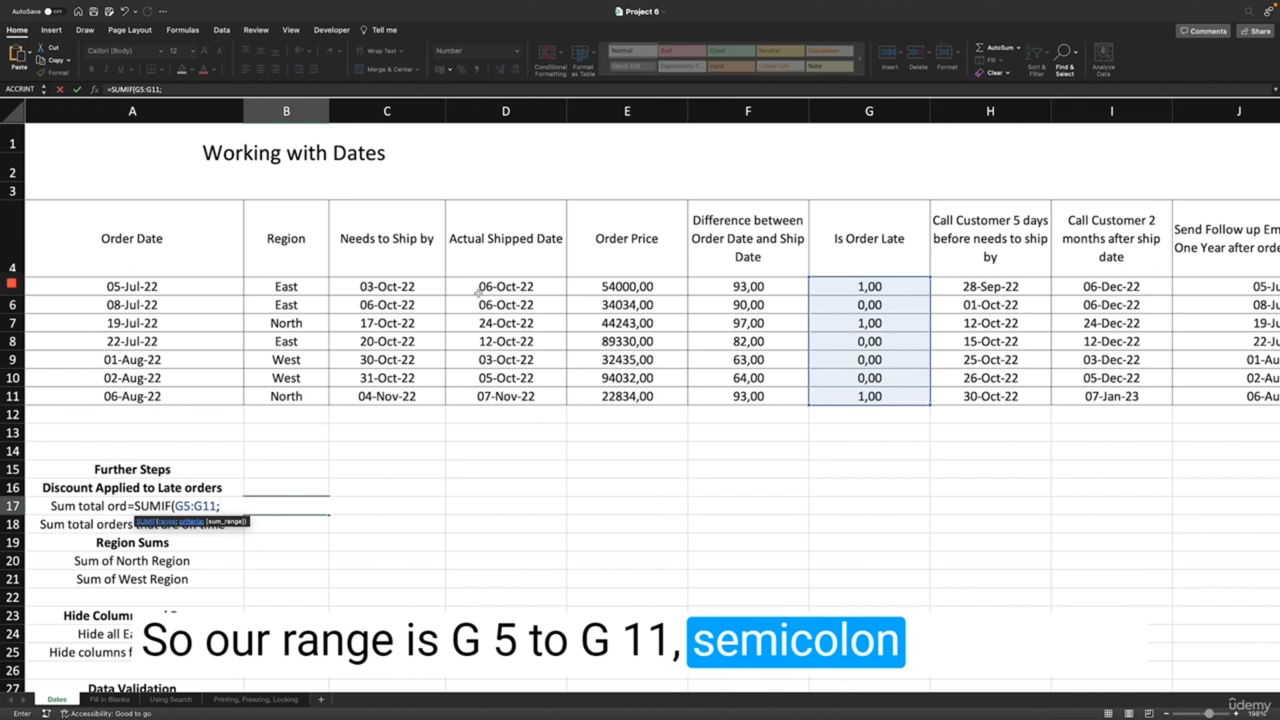 AutoSave OFF Project 6
Home Insert Draw Page Layout Formulas Data Review View Developer Tell me Comments Share
Paste Cut Copy Format Calibri (Body) 12 Wrap Text Merge & Center Number Conditional Formatting Format as Table Normal Bad Good Neutral Calculation Check Cell Explanatory T... Input Linked Cell Note Insert Delete Format AutoSum Fill Clear Sort & Filter Find & Select Analyze Data
ACCRINT fx =SUMIF(G5:G11;
A B C D E F G H I J
1 Working with Dates
2
3
4 Order Date Region Needs to Ship by Actual Shipped Date Order Price Difference between Order Date and Ship Date Is Order Late Call Customer 5 days before needs to ship by Call Customer 2 months after ship date Send Follow up Em One Year after orde
05-Jul-22 East 03-Oct-22 06-Oct-22 54000,00 93,00 1,00 28-Sep-22 06-Dec-22 05-Ju
6 08-Jul-22 East 06-Oct-22 06-Oct-22 34034,00 90,00 0,00 01-Oct-22 06-Dec-22 08-Ju
7 19-Jul-22 North 17-Oct-22 24-Oct-22 44243,00 97,00 1,00 12-Oct-22 24-Dec-22 19-Ju
8 22-Jul-22 East 20-Oct-22 12-Oct-22 89330,00 82,00 0,00 15-Oct-22 12-Dec-22 22-Ju
9 01-Aug-22 West 30-Oct-22 03-Oct-22 32435,00 63,00 0,00 25-Oct-22 03-Dec-22 01-Au
10 02-Aug-22 West 31-Oct-22 05-Oct-22 94032,00 64,00 0,00 26-Oct-22 05-Dec-22 02-Au
11 06-Aug-22 North 04-Nov-22 07-Nov-22 22834,00 93,00 1,00 30-Oct-22 07-Jan-23 06-Au
12
13
14
15 Further Steps
16 Discount Applied to Late orders
17 Sum total ord=SUMIF(G5:G11;
SUMIF(range; criteria; [sum_range])
18 Sum total orders that are on time
19 Region Sums
20 Sum of North Region
21 Sum of West Region
22
23 Hide Colum
24 Hide all Ea
25 Hide columns f
So our range is G 5 to G 11, semicolon
26
27 Data Validation
Dates Fill in Blanks Using Search Printing, Freezing, Locking +
Enter Accessibility: Good to go 198%
udemy